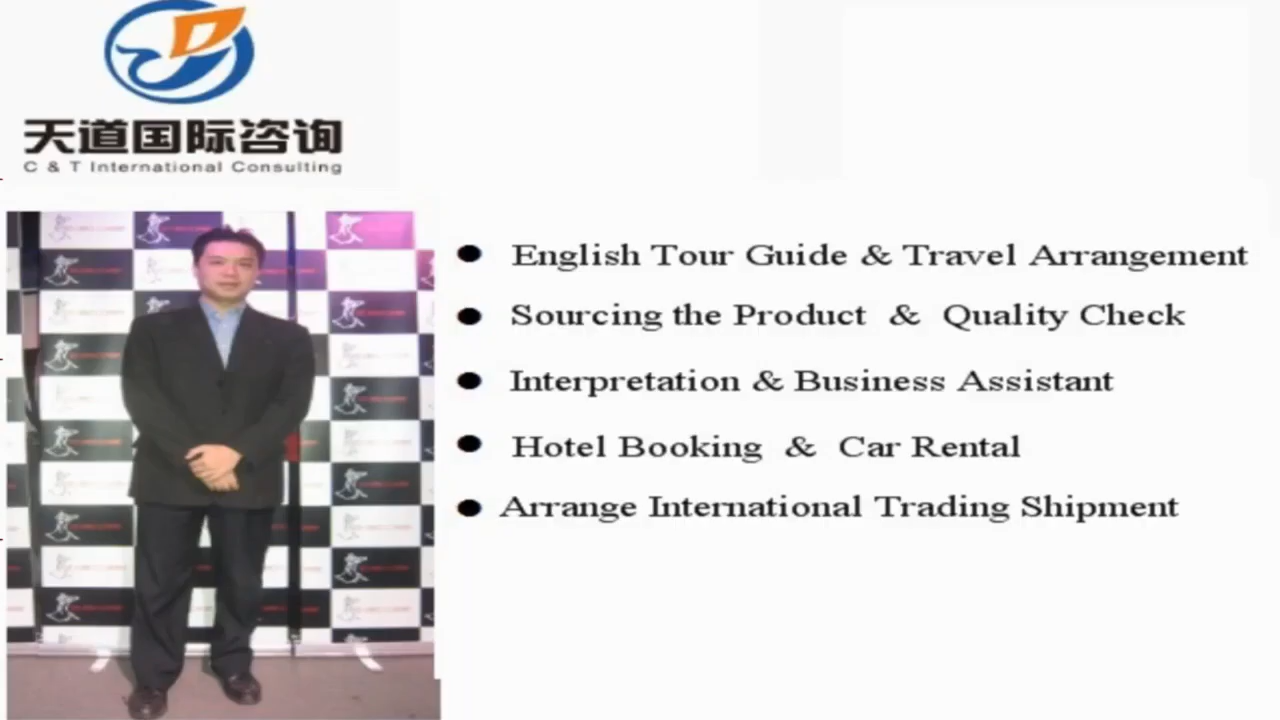 天道国际咨询
C & T International Consulting
English Tour Guide & Travel Arrangement
Sourcing the Product & Quality Check
Interpretation & Business Assistant
Hotel Booking & Car Rental
Arrange International Trading Shipment